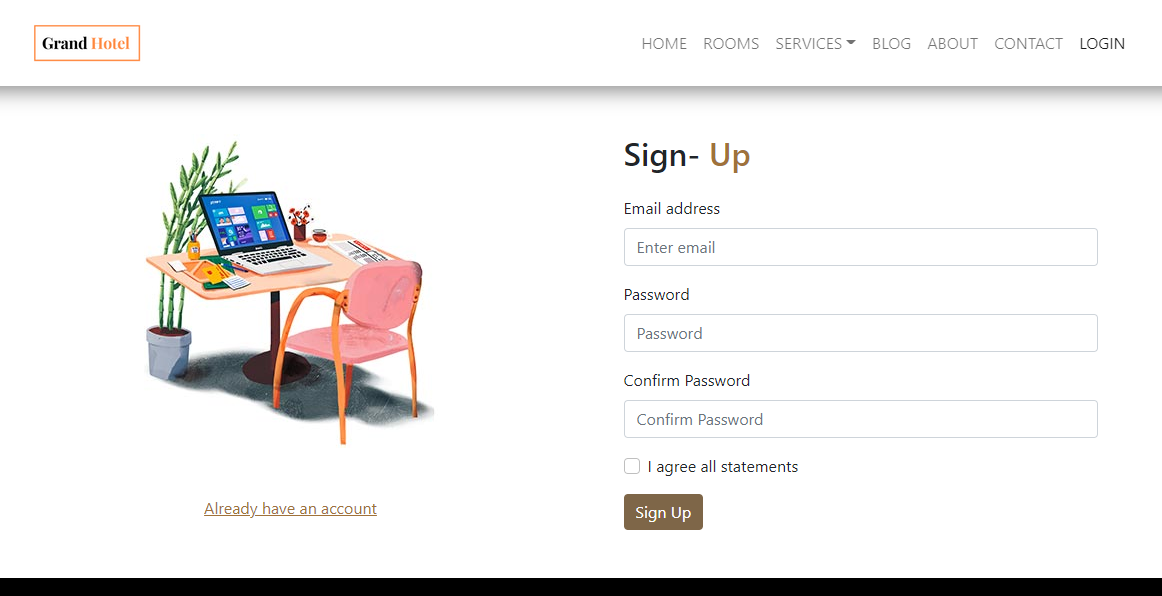 Grand Hotel
HOME ROOMS SERVICES BLOG ABOUT CONTACT LOGIN
Sign- Up
Email address
Enter email
Password
Password
Confirm Password
Confirm Password
I agree all statements
Already have an account
Sign Up